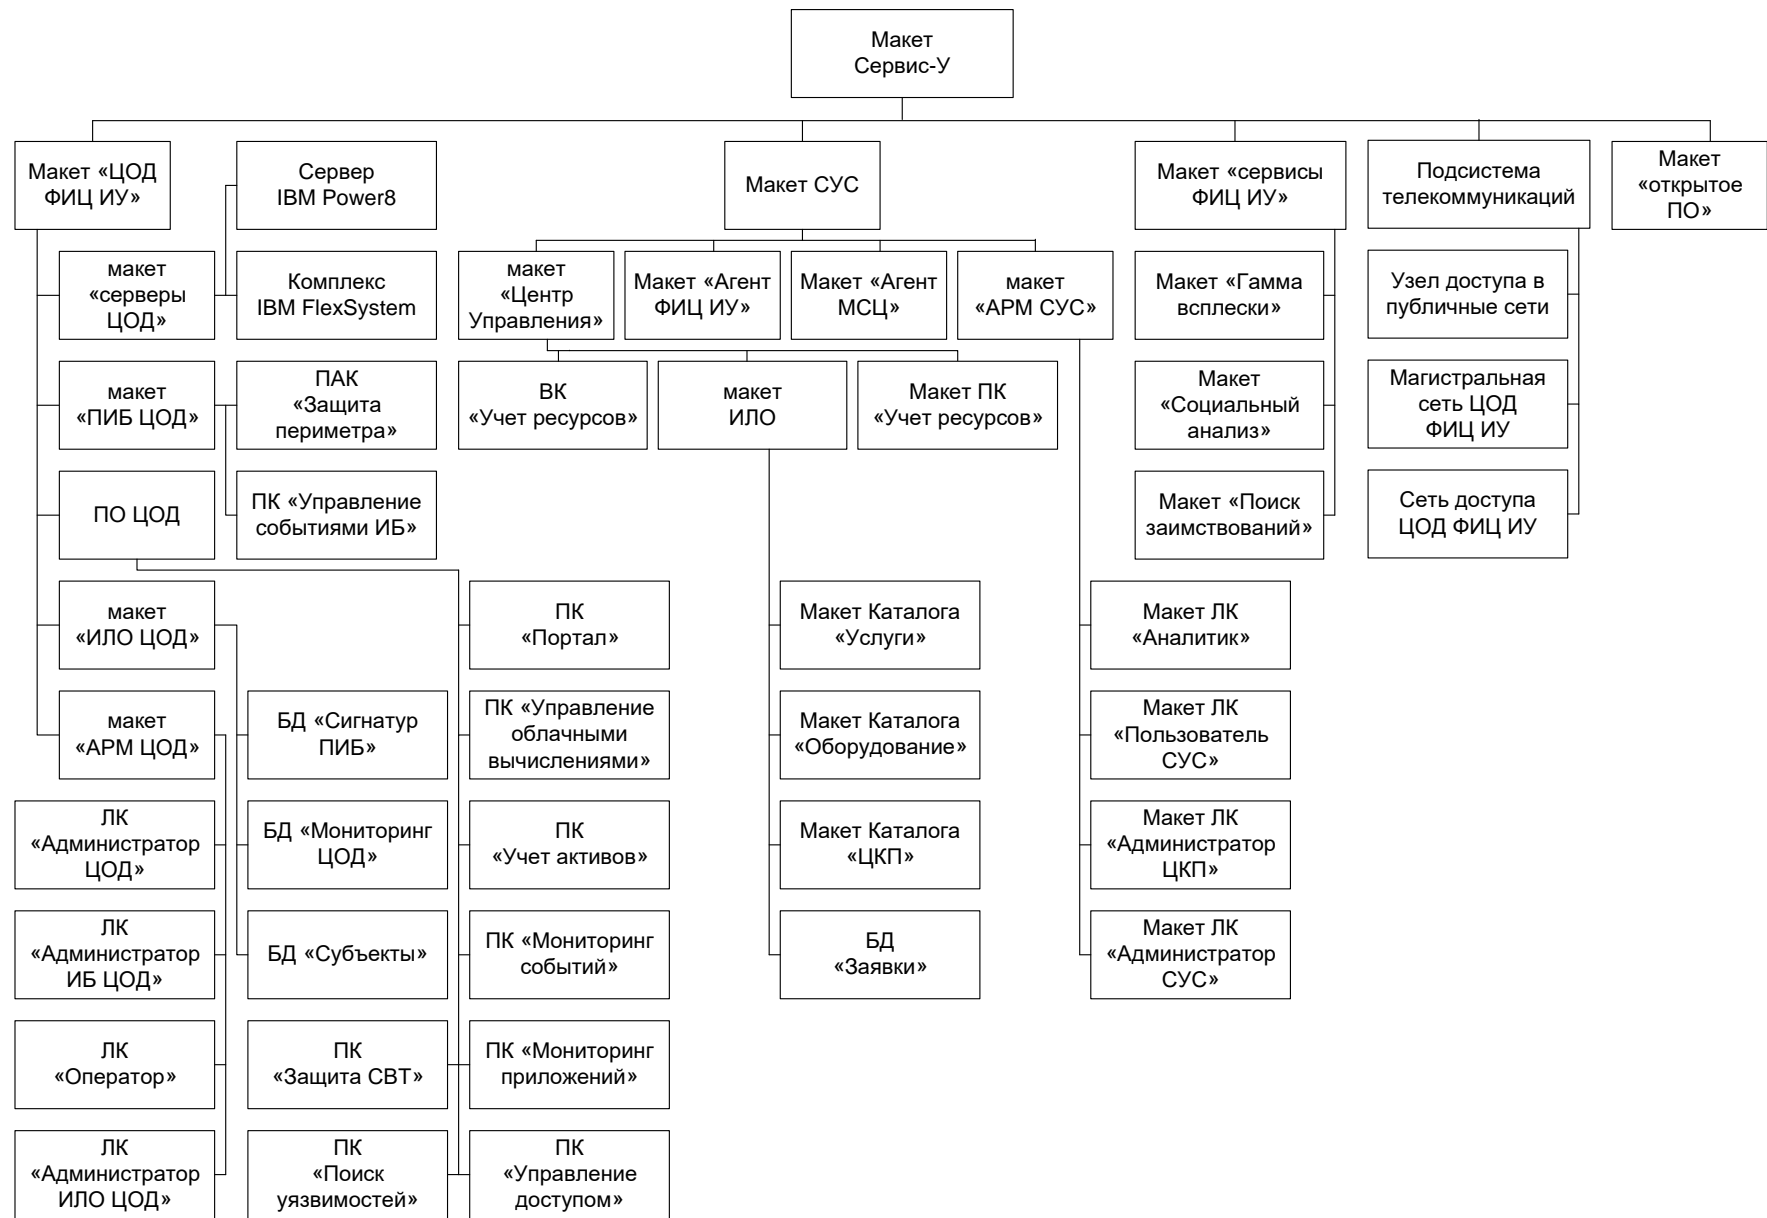 Макет
Сервис-У
Макет «ЦОД
ФИЦ ИУ»
Сервер
IBM Power8
Макет СУС
Макет «сервисы
ФИЦ ИУ»
Подсистема
телекоммуникаций
Макет
«открытое
ПО»
макет
«серверы
ЦОД»
Комплекс
IBM FlexSystem
макет
«Центр
Управления»
Макет «Агент
ФИЦ ИУ»
Макет «Агент
МСЦ»
макет
«АРМ СУС»
Макет «Гамма
всплески»
Узел доступа в
публичные сети
макет
«ПИБ ЦОД»
ПАК
«Защита
периметра»
ВК
«Учет ресурсов»
макет
ИЛО
Макет ПК
«Учет ресурсов»
Макет
«Социальный
анализ»
Магистральная
сеть ЦОД
ФИЦ ИУ
ПО ЦОД
ПК «Управление
событиями ИБ»
Макет «Поиск
заимствований»
Сеть доступа
ЦОД ФИЦ ИУ
макет
«ИЛО ЦОД»
ПК
«Портал»
Макет Каталога
«Услуги»
Макет ЛК
«Аналитик»
макет
«АРМ ЦОД»
БД «Сигнатур
ПИБ»
ПК «Управление
облачными
вычислениями»
Макет Каталога
«Оборудование»
Макет ЛК
«Пользователь
СУС»
ЛК
«Администратор
ЦОД»
БД «Мониторинг
ЦОД»
ПК
«Учет активов»
Макет Каталога
«ЦКП»
Макет ЛК
«Администратор
ЦКП»
ЛК
«Администратор
ИБ ЦОД»
БД «Субъекты»
ПК «Мониторинг
событий»
БД
«Заявки»
Макет ЛК
«Администратор
СУС»
ЛК
«Оператор»
ПК
«Защита СВТ»
ПК «Мониторинг
приложений»
ЛК
«Администратор
ИЛО ЦОД»
ПК
«Поиск
уязвимостей»
ПК
«Управление
доступом»